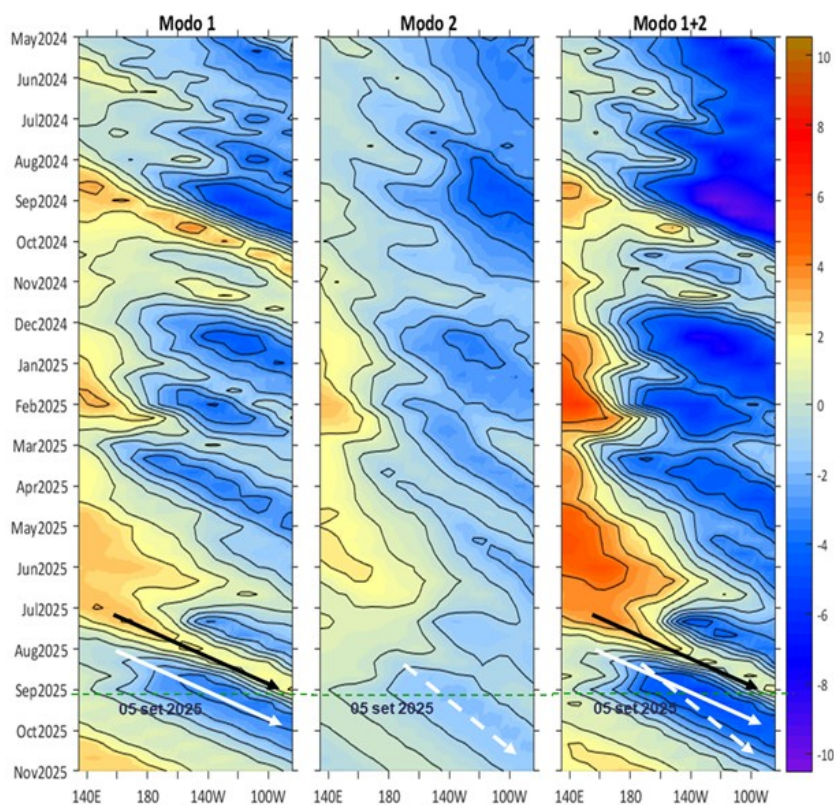 Modo 1
Modo 2
Modo 1+2
May2024
Jun2024
Jul2024
Aug2024
Sep2024
Oct2024
Nov2024
Dec2024
Jan2025
Feb2025
Mar2025
Apr2025
May2025
Jun2025
Jul2025
Aug2025
Sep2025
Oct2025
Nov2025
05 set 2025
05 set 2025
05 set 2025
140E 180 140W 100W
140E 180 140W 100W
140E 180 140W 100W
10
8
6
4
2
0
-2
-4
-6
-8
-10